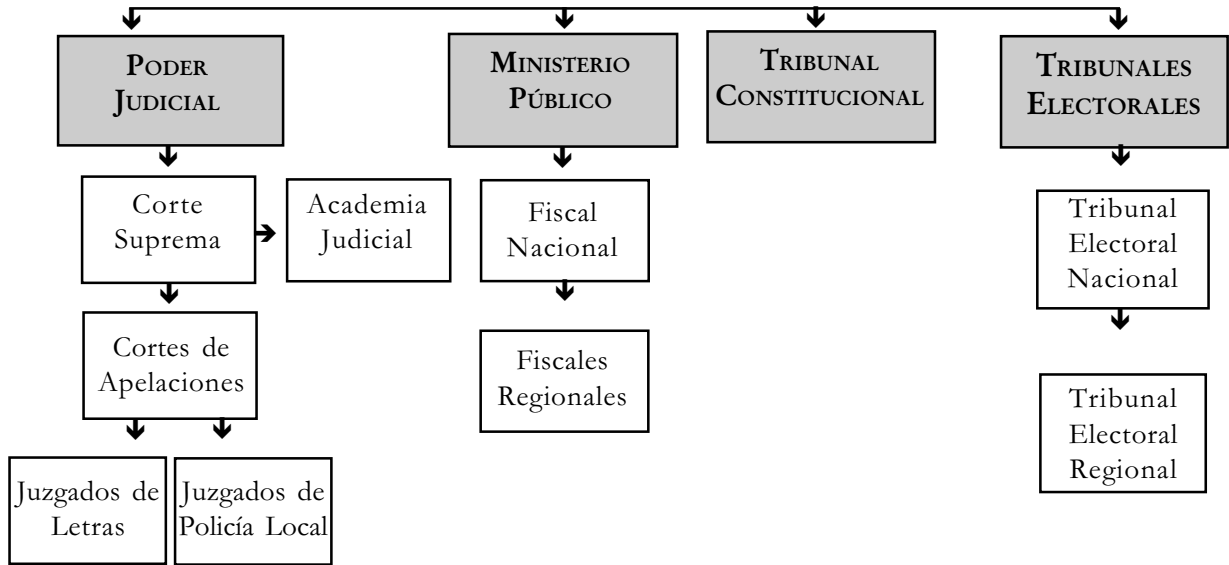 PODER
JUDICIAL
MINISTERIO
PÚBLICO
TRIBUNAL
CONSTITUCIONAL
TRIBUNALES
ELECTORALES
Corte
Suprema
Academia
Judicial
Fiscal
Nacional
Tribunal
Electoral
Nacional
Cortes de
Apelaciones
Fiscales
Regionales
Tribunal
Electoral
Regional
Juzgados de
Letras
Juzgados de
Policía Local